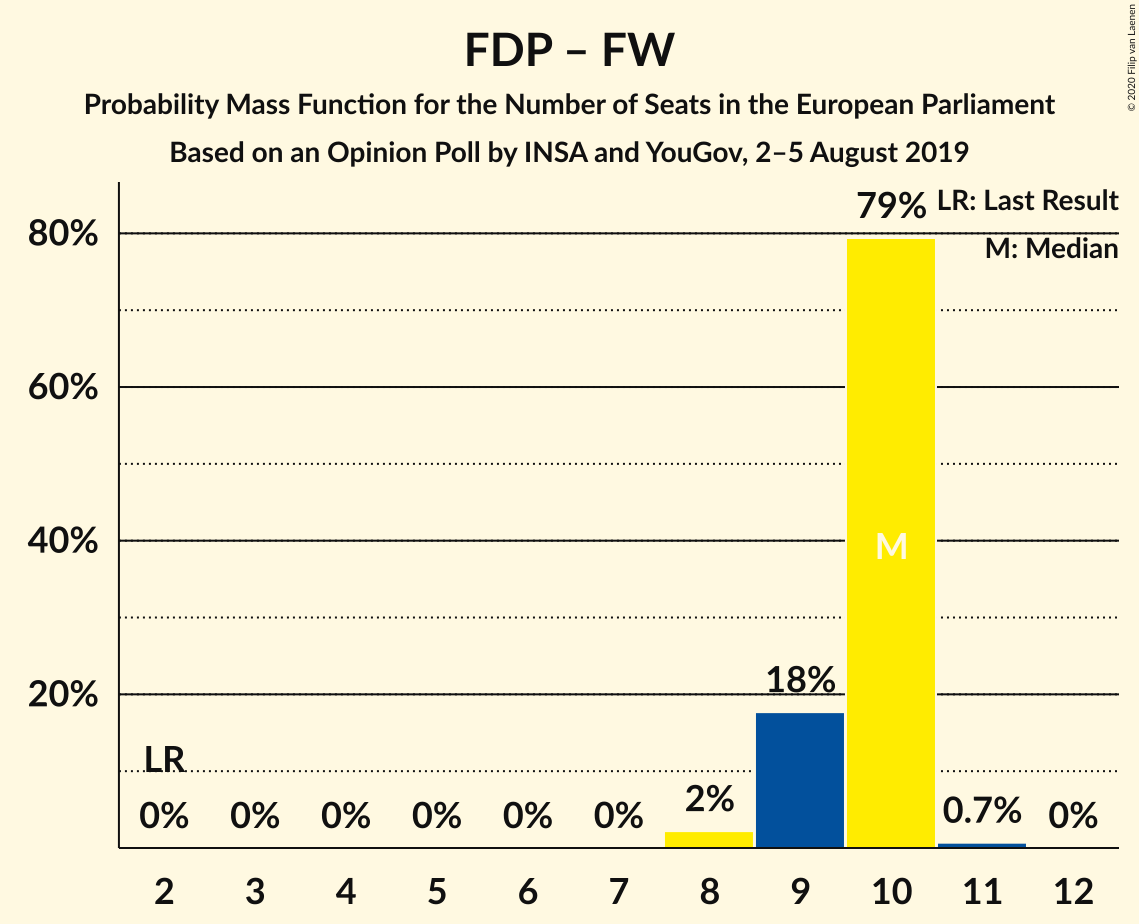 FDP – FW
Probability Mass Function for the Number of Seats in the European Parliament
Based on an Opinion Poll by INSA and YouGov, 2–5 August 2019
© 2020 Filip van Laenen
LR: Last Result
M: Median
80%
60%
40%
20%
LR
0%
0%
0%
0%
0%
0%
2%
18%
79%
M
0.7%
0%
2 3 4 5 6 7 8 9 10 11 12